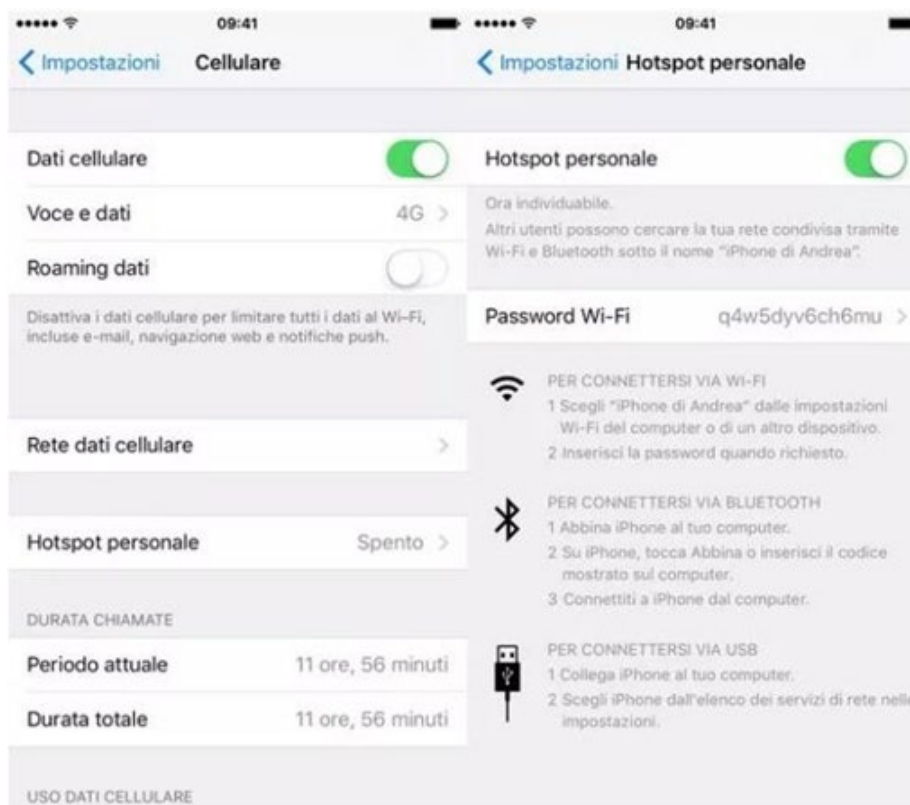 09:41
Impostazioni Cellulare
Dati cellulare
Voce e dati 4G
Roaming dati
Disattiva i dati cellulare per limitare tutti i dati al Wi-Fi,
incluse e-mail, navigazione web e notifiche push.
Rete dati cellulare
Hotspot personale Spento
DURATA CHIAMATE
Periodo attuale 11 ore, 56 minuti
Durata totale 11 ore, 56 minuti
USO DATI CELLULARE
09:41
Impostazioni Hotspot personale
Hotspot personale
Ora individuabile.
Altri utenti possono cercare la tua rete condivisa tramite
Wi-Fi e Bluetooth sotto il nome "iPhone di Andrea".
Password Wi-Fi q4w5dyv6ch6mu
PER CONNETTERSI VIA WI-FI
1 Scegli "iPhone di Andrea" dalle impostazioni
Wi-Fi del computer o di un altro dispositivo.
2 Inserisci la password quando richiesto.
PER CONNETTERSI VIA BLUETOOTH
1 Abbina iPhone al tuo computer.
2 Su iPhone, tocca Abbina o inserisci il codice
mostrato sul computer.
3 Connettiti a iPhone dal computer.
PER CONNETTERSI VIA USB
1 Collega iPhone al tuo computer.
2 Scegli iPhone dall'elenco dei servizi di rete nelle
impostazioni.